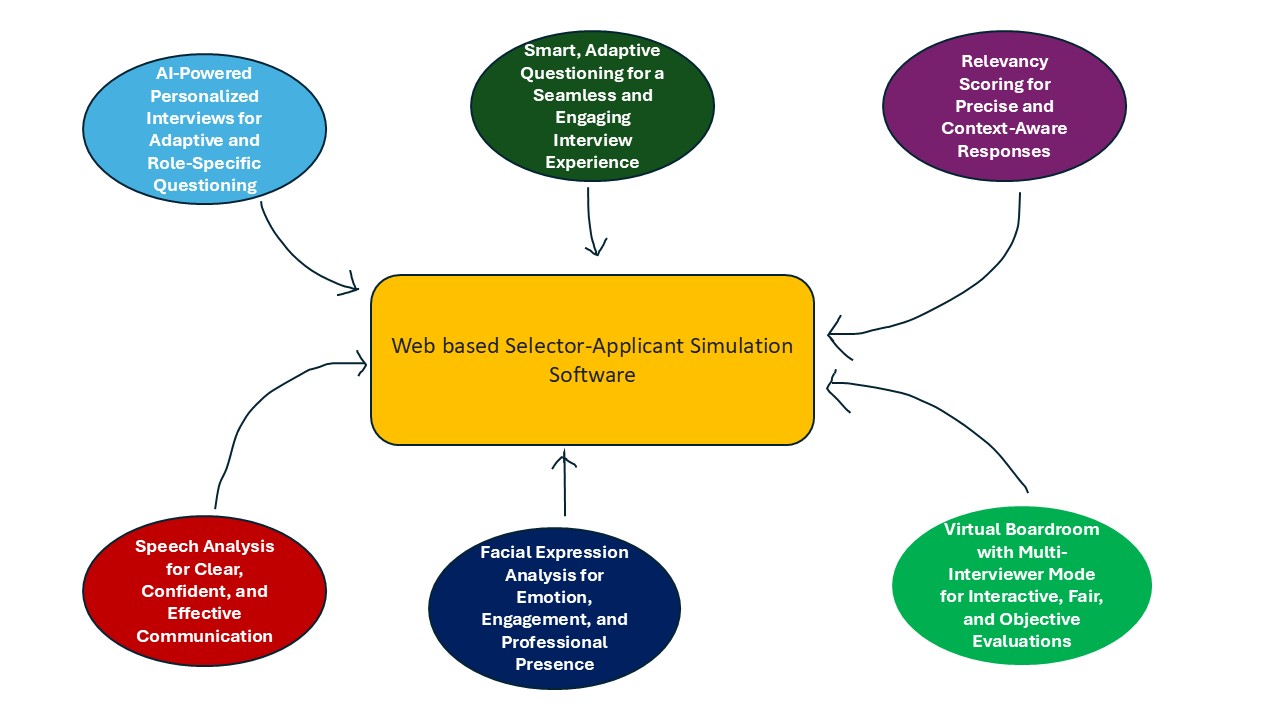 AI-Powered
Personalized
Interviews for
Adaptive and
Role-Specific
Questioning
Smart, Adaptive
Questioning for a
Seamless and
Engaging
Interview
Experience
Relevancy
Scoring for
Precise and
Context-Aware
Responses
Web based Selector-Applicant Simulation
Software
Speech Analysis
for Clear,
Confident, and
Effective
Communication
Facial Expression
Analysis for
Emotion,
Engagement, and
Professional
Presence
Virtual Boardroom
with Multi-
Interviewer Mode
for Interactive, Fair,
and Objective
Evaluations